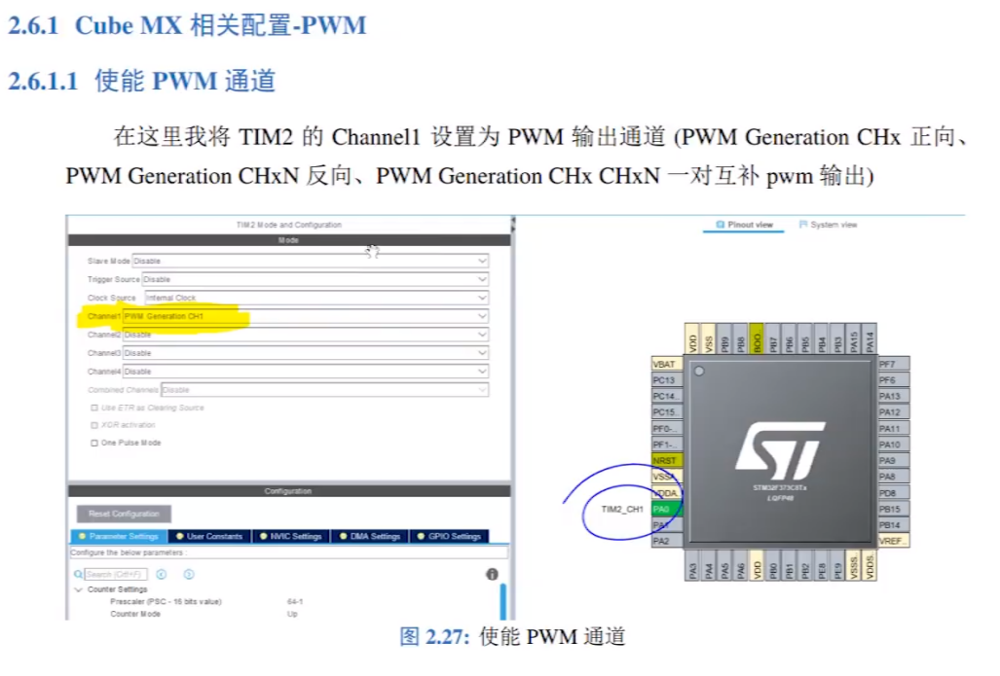 2.6.1 Cube MX 相关配置-PWM
2.6.1.1 使能 PWM 通道
在这里我将 TIM2 的 Channel1 设置为 PWM 输出通道 (PWM Generation CHx 正向、
PWM Generation CHxN 反向、PWM Generation CHx CHxN 一对互补 pwm 输出)
TIM2 Mode and Configuration
Mode
Slave Mode Disable
Trigger Source Disable
Clock Source Internal Clock
Channel1 PWM Generation CH1
Channel2 Disable
Channel3 Disable
Channel4 Disable
Combined Channels Disable
Use ETR as Clearing Source
XOR activation
One Pulse Mode
Configuration
Reset Configuration
Parameter Settings
User Constants
NVIC Settings
DMA Settings
GPIO Settings
Configure the below parameters :
Search (Ctrl+F)
Counter Settings
Prescaler (PSC - 16 bits value) 64-1
Counter Mode Up
Pinout view
System view
VDD
VSS
PB9
PB8
BOO..
PB7
PB6
PB5
PB4
PB3
PA15
PA14
VBAT
PC13
PC14..
PC15..
PF0-..
PF1-..
NRST
VSSA
VDDA
TIM2_CH1
PA0
PA1
PA2
PF7
PF6
PA13
PA12
PA11
PA10
PA9
PA8
PD8
PB15
PB14
VREF..
ST
STM32F373C8Tx
LQFP48
PA3
PA4
PA5
PA6
VDD
PB0
PB1
PB2
PE8
PE9
VSSS..
VDDS..
图 2.27: 使能 PWM 通道